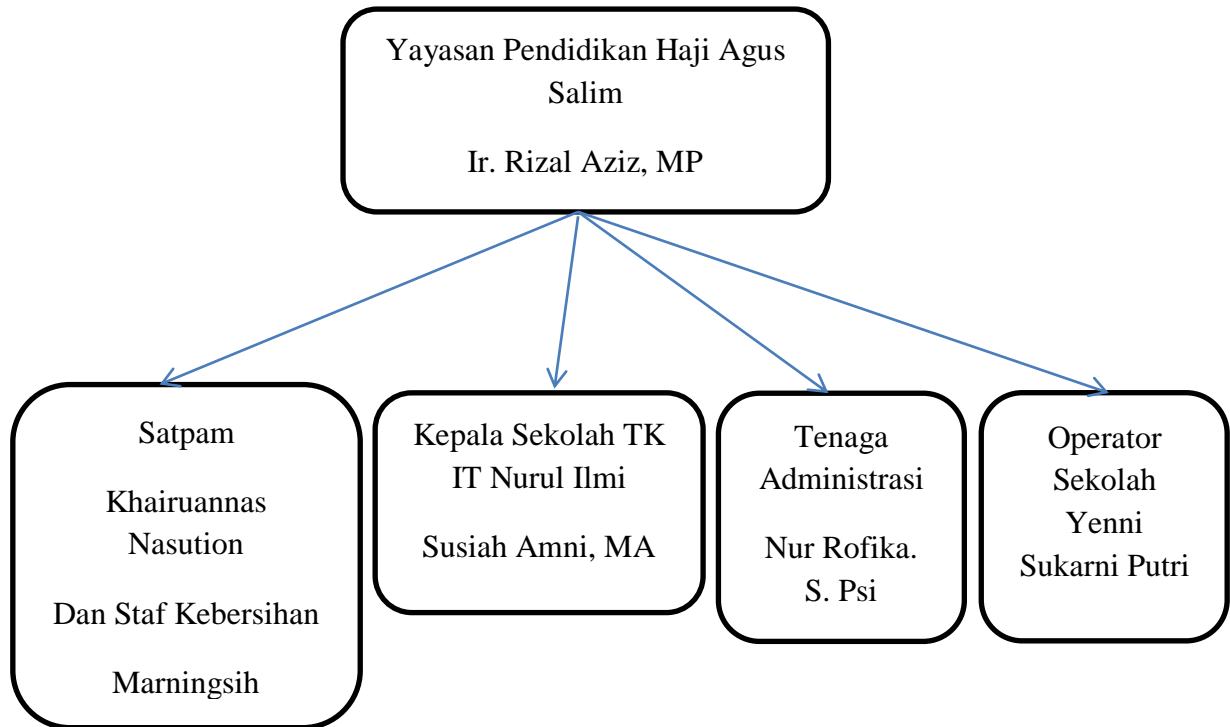 Yayasan Pendidikan Haji Agus
Salim
Ir. Rizal Aziz, MP
Satpam
Khairuannas
Nasution
Dan Staf Kebersihan
Marningsih
Kepala Sekolah TK
IT Nurul Ilmi
Susiah Amni, MA
Tenaga
Administrasi
Nur Rofika.
S. Psi
Operator
Sekolah
Yenni
Sukarni Putri